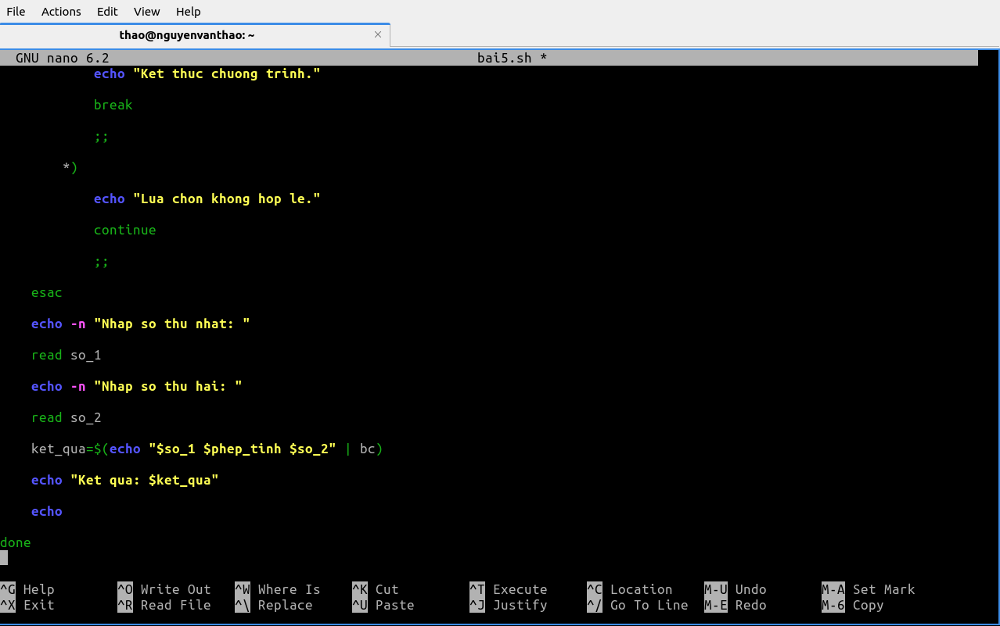 File Actions Edit View Help
thao@nguyenvanthao: ~ ×
GNU nano 6.2 bai5.sh *
echo "Ket thuc chuong trinh."
break
;;
*)
echo "Lua chon khong hop le."
continue
;;
esac
echo -n "Nhap so thu nhat: "
read so_1
echo -n "Nhap so thu hai: "
read so_2
ket_qua=$(echo "$so_1 $phep_tinh $so_2" | bc)
echo "Ket qua: $ket_qua"
echo
done
^G Help ^O Write Out ^W Where Is ^K Cut ^T Execute ^C Location M-U Undo M-A Set Mark
^X Exit ^R Read File ^\ Replace ^U Paste ^J Justify ^/ Go To Line M-E Redo M-6 Copy